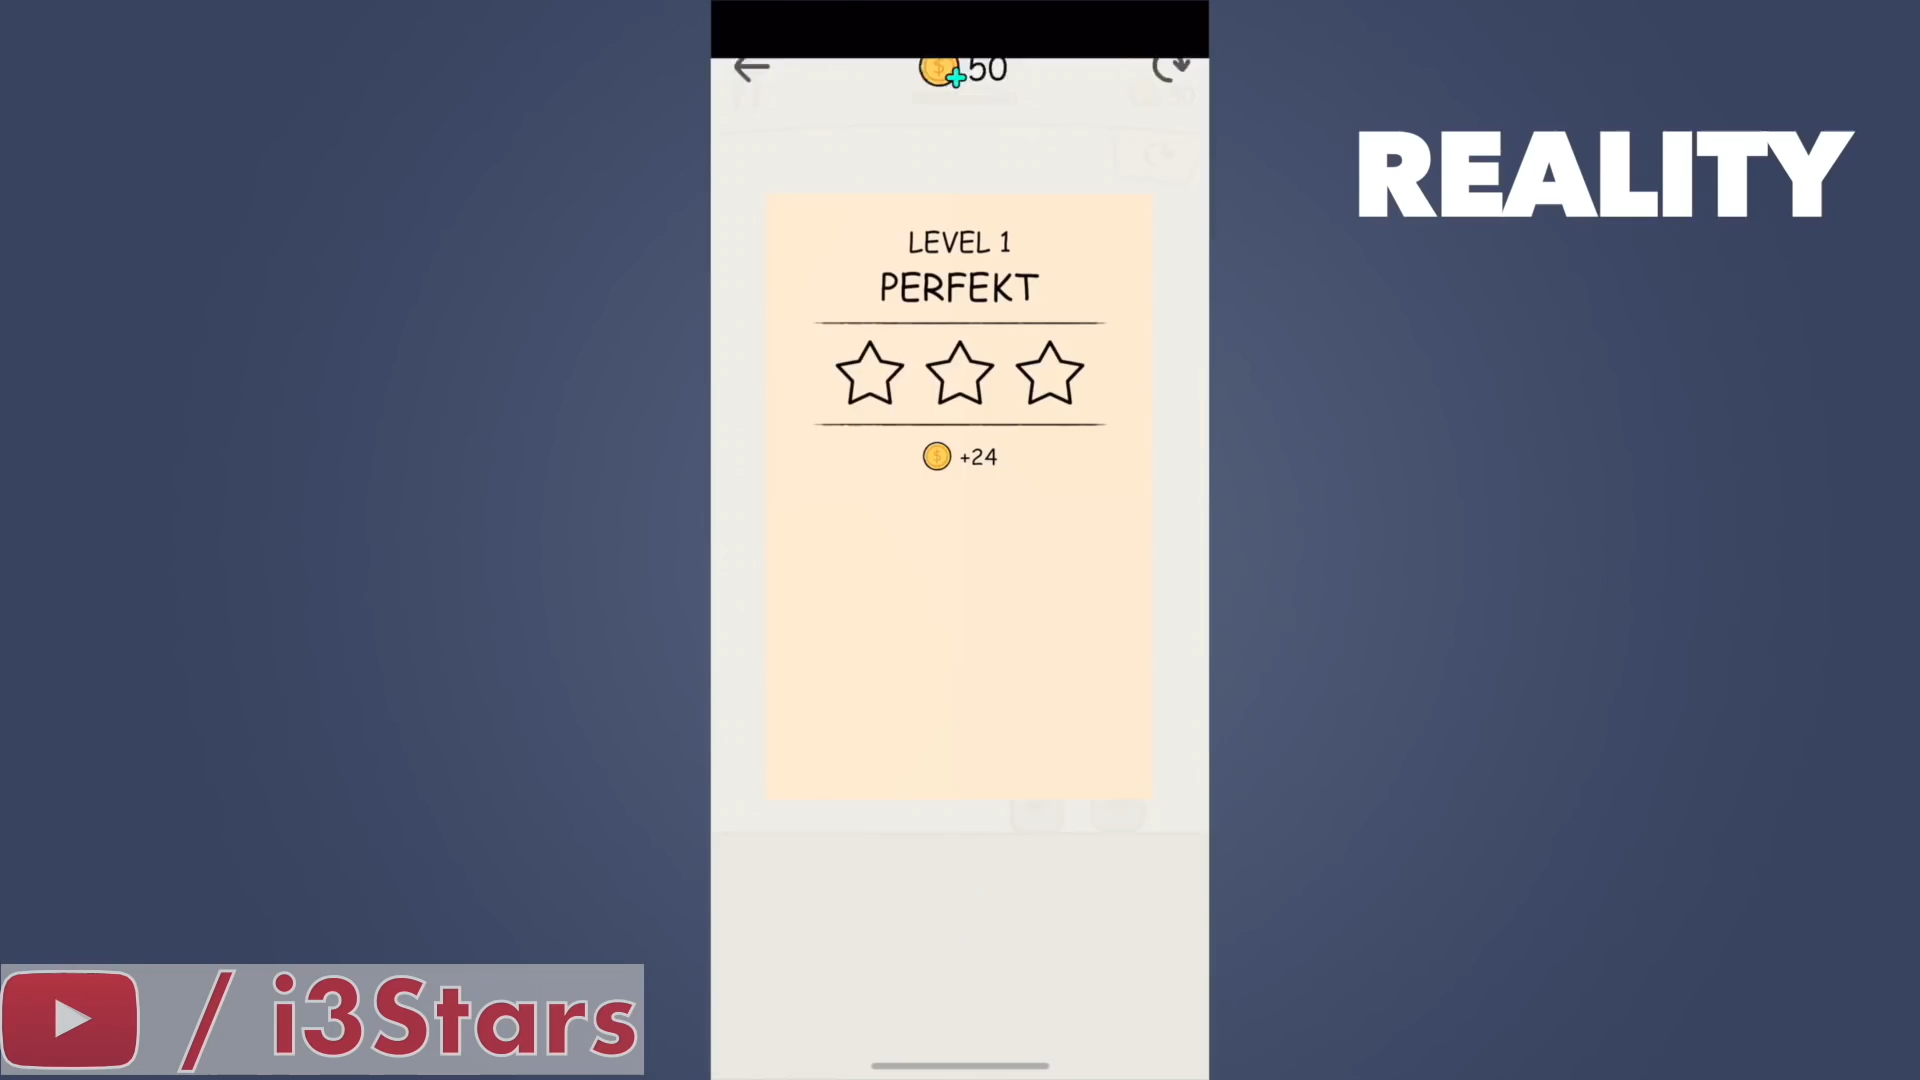 50
REALITY
LEVEL 1
PERFEKT
+24
/ i3Stars